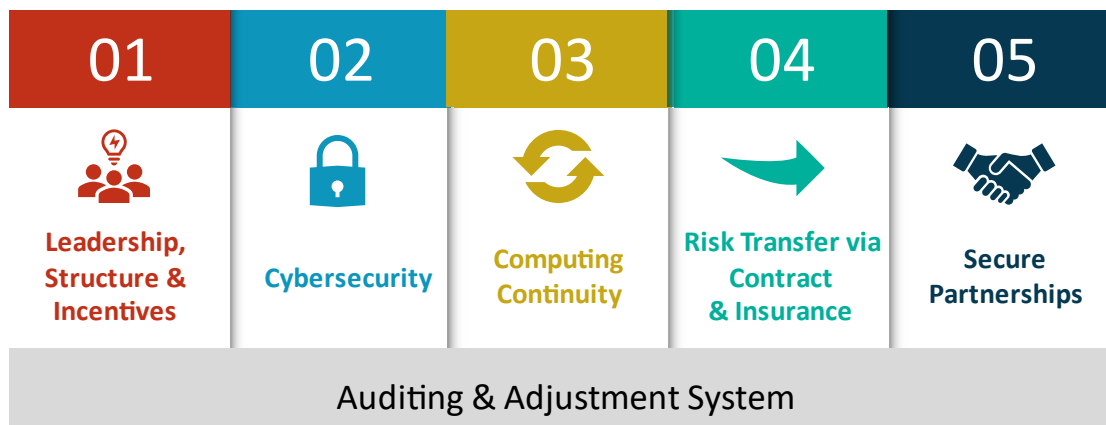 01
02
03
04
05
Leadership,
Structure &
Incentives
Cybersecurity
Computing
Continuity
Risk Transfer via
Contract
& Insurance
Secure
Partnerships
Auditing & Adjustment System